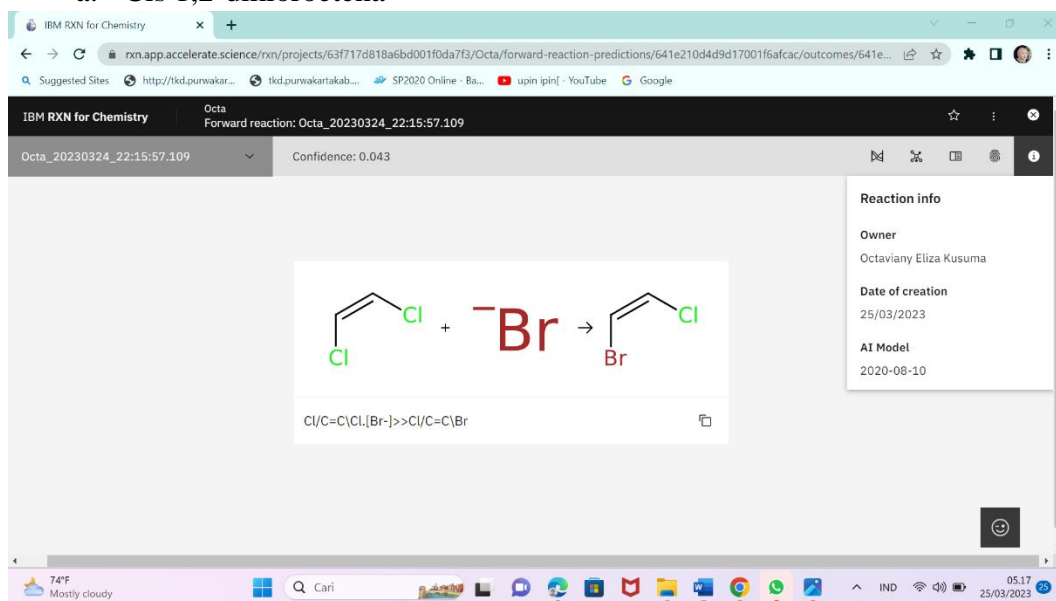 IBM RXN for Chemistry
rxn.app.accelerate.science/rxn/projects/63f717d818a6bd001f0da7f3/Octa/forward-reaction-predictions/641e210d4d9d17001f6afcac/outcomes/641e...
Suggested Sites http://tkd.purwakar... tkd.purwakartakab.... SP2020 Online - Ba... upin ipin[ - YouTube Google
IBM RXN for Chemistry
Octa
Forward reaction: Octa_20230324_22:15:57.109
Octa_20230324_22:15:57.109
Confidence: 0.043
Reaction info
Owner
Octaviany Eliza Kusuma
Date of creation
25/03/2023
AI Model
2020-08-10
Cl
Cl
+
−Br
→
Cl
Br
Cl/C=C\Cl.[Br-]>>Cl/C=C\Br
74°F
Mostly cloudy
Cari
IND
05.17
25/03/2023
25